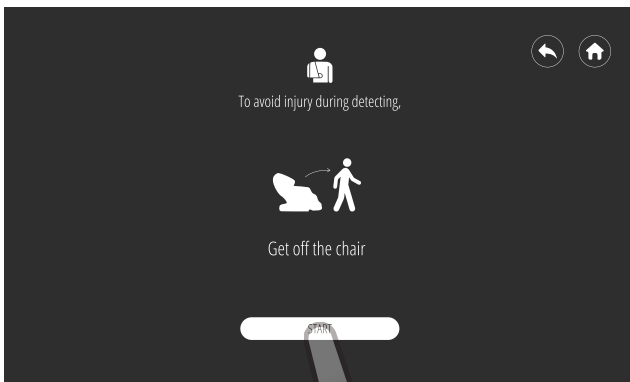 To avoid injury during detecting,
Get off the chair
START